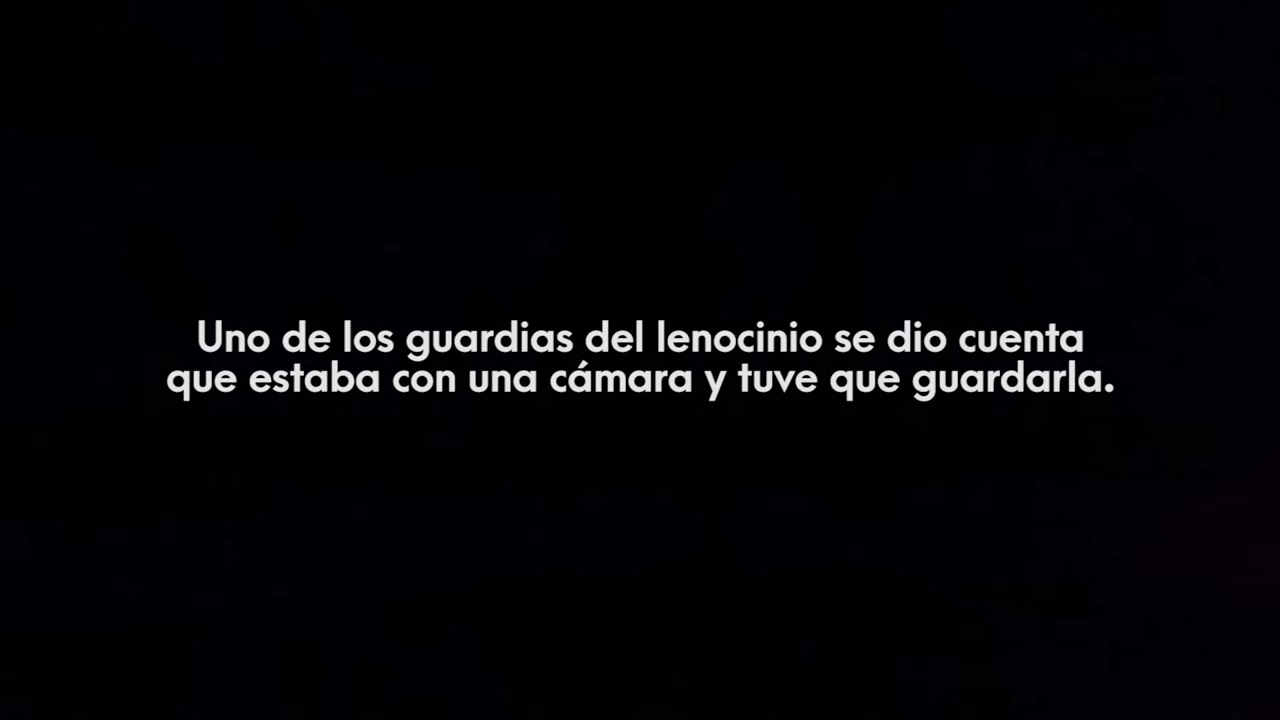 Uno de los guardias del lenocinio se dio cuenta
que estaba con una cámara y tuve que guardarla.